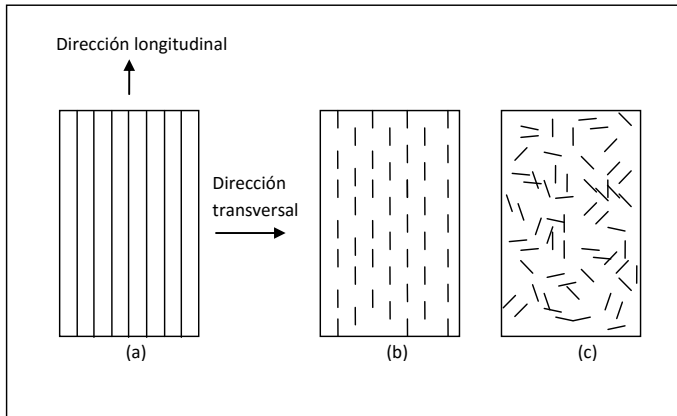 Dirección longitudinal
Dirección
transversal
(a)
(b)
(c)